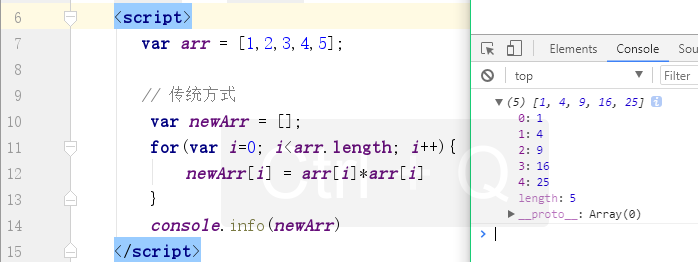 6 <script>
7 var arr = [1,2,3,4,5];
8
9 // 传统方式
10 var newArr = [];
11 for(var i=0; i<arr.length; i++){
12 newArr[i] = arr[i]*arr[i]
13 }
14 console.info(newArr)
15 </script>
Ctrl + Q
Elements Console Sou
top Filter
(5) [1, 4, 9, 16, 25]
0: 1
1: 4
2: 9
3: 16
4: 25
length: 5
__proto__: Array(0)